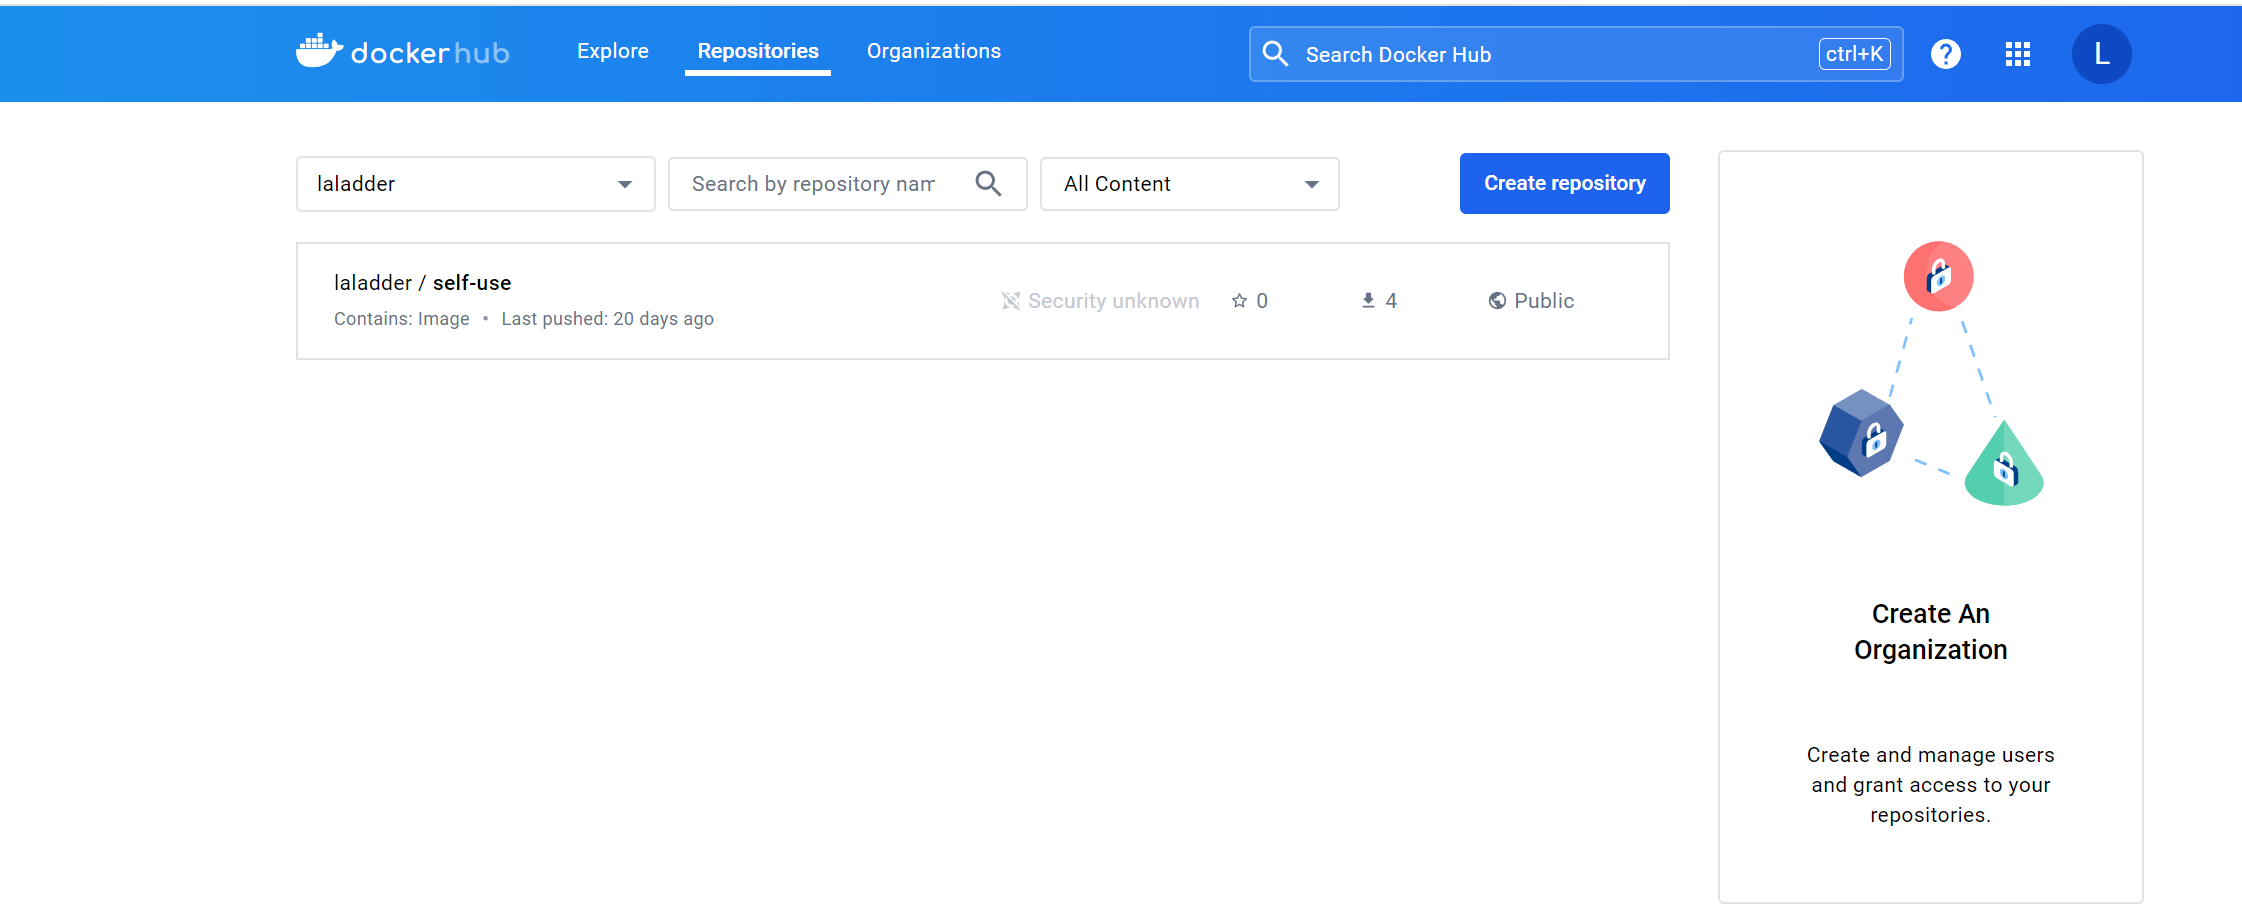 dockerhub
Explore
Repositories
Organizations
Search Docker Hub
ctrl+K
L
laladder
Search by repository nam
All Content
Create repository
laladder / self-use
Contains: Image • Last pushed: 20 days ago
Security unknown
0
4
Public
Create An
Organization
Create and manage users
and grant access to your
repositories.